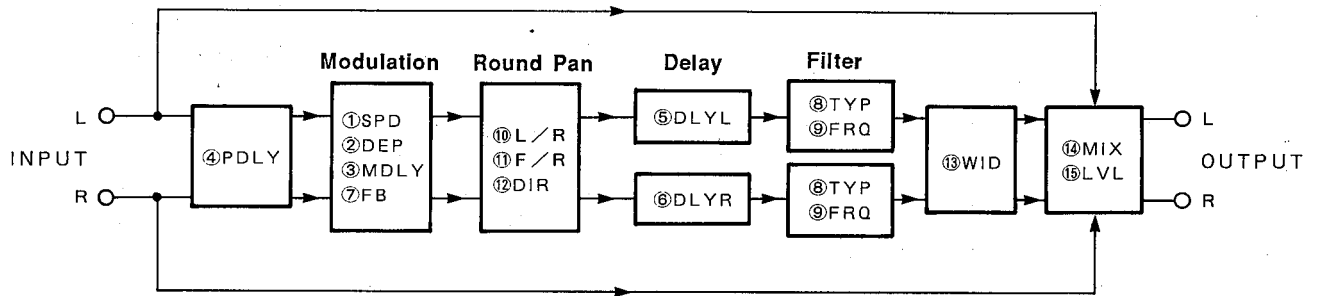 Modulation
Round Pan
Delay
Filter
L
INPUT
R
④PDLY
①SPD
②DEP
③MDLY
⑦FB
⑩L/R
⑪F/R
⑫DIR
⑤DLYL
⑥DLYR
⑧TYP
⑨FRQ
⑧TYP
⑨FRQ
⑬WID
⑭MIX
⑮LVL
L
OUTPUT
R